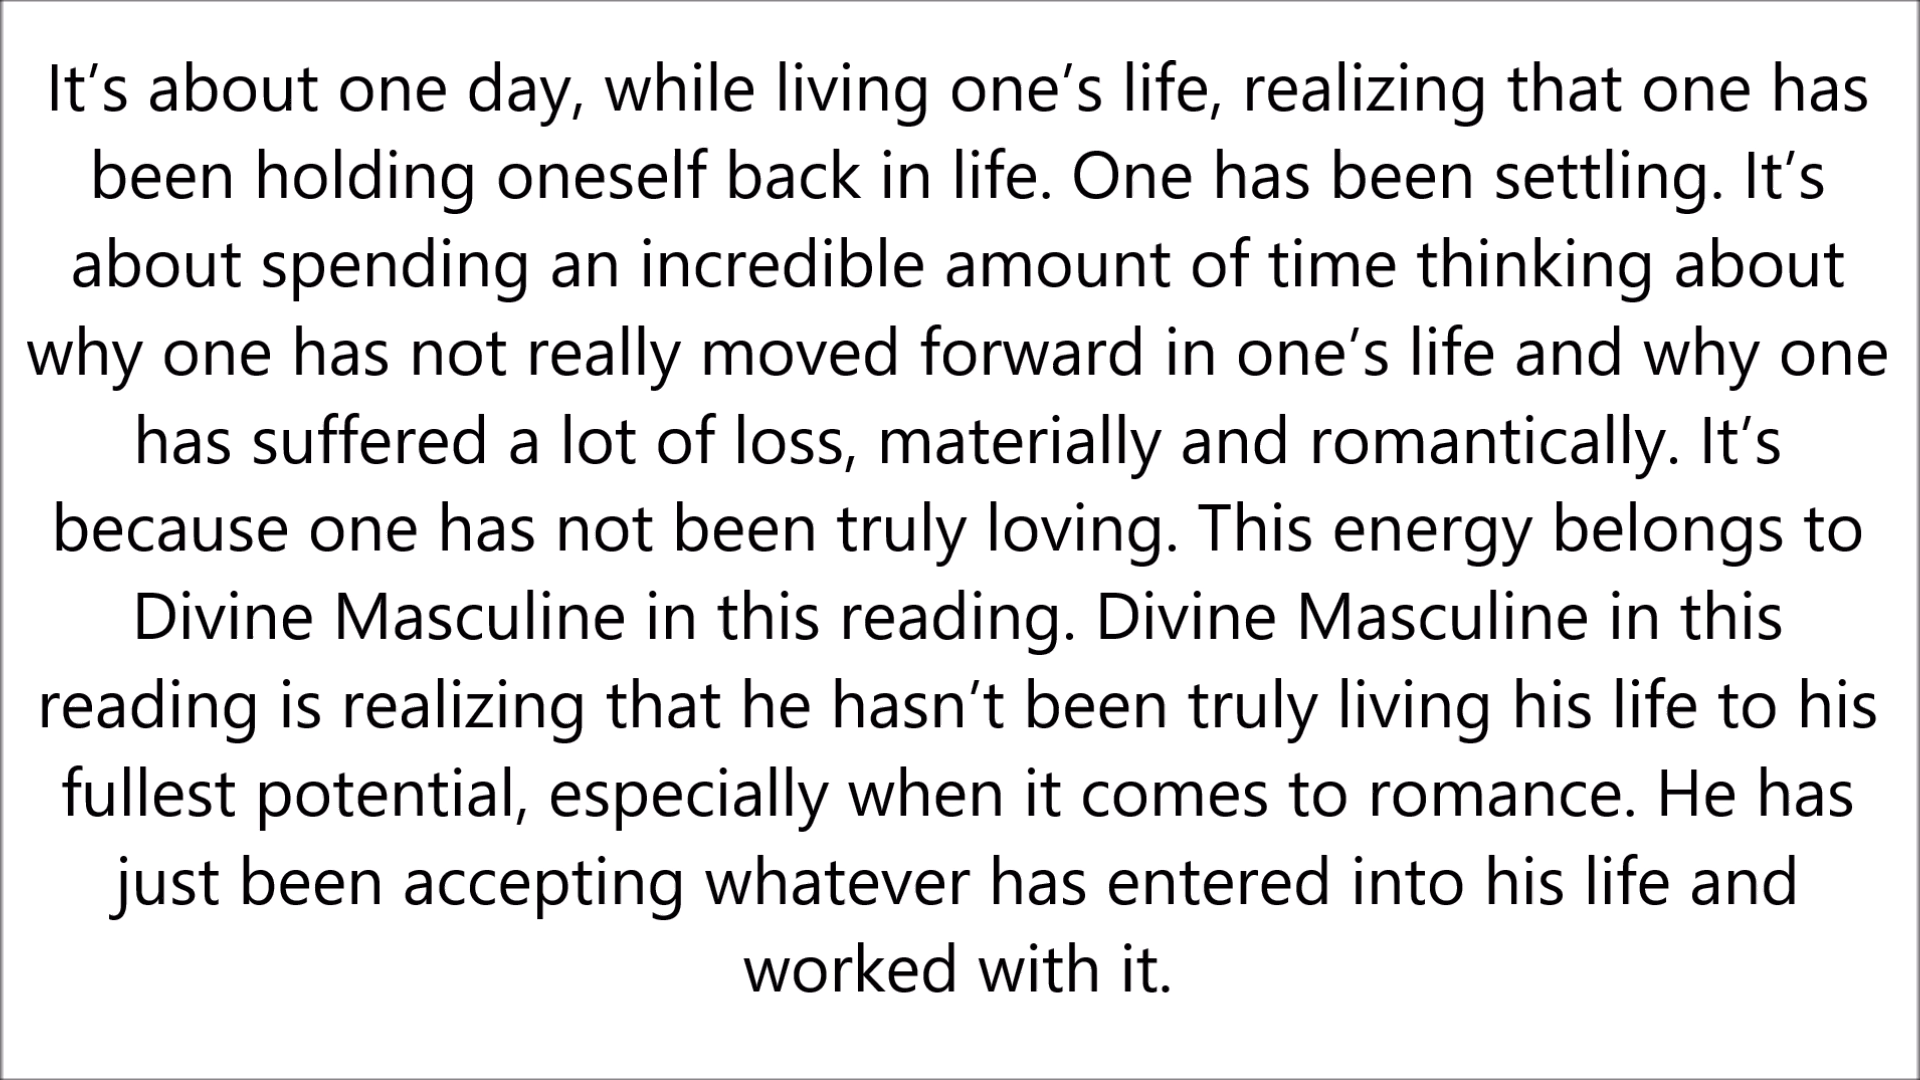 It’s about one day, while living one’s life, realizing that one has
been holding oneself back in life. One has been settling. It’s
about spending an incredible amount of time thinking about
why one has not really moved forward in one’s life and why one
has suffered a lot of loss, materially and romantically. It’s
because one has not been truly loving. This energy belongs to
Divine Masculine in this reading. Divine Masculine in this
reading is realizing that he hasn’t been truly living his life to his
fullest potential, especially when it comes to romance. He has
just been accepting whatever has entered into his life and
worked with it.